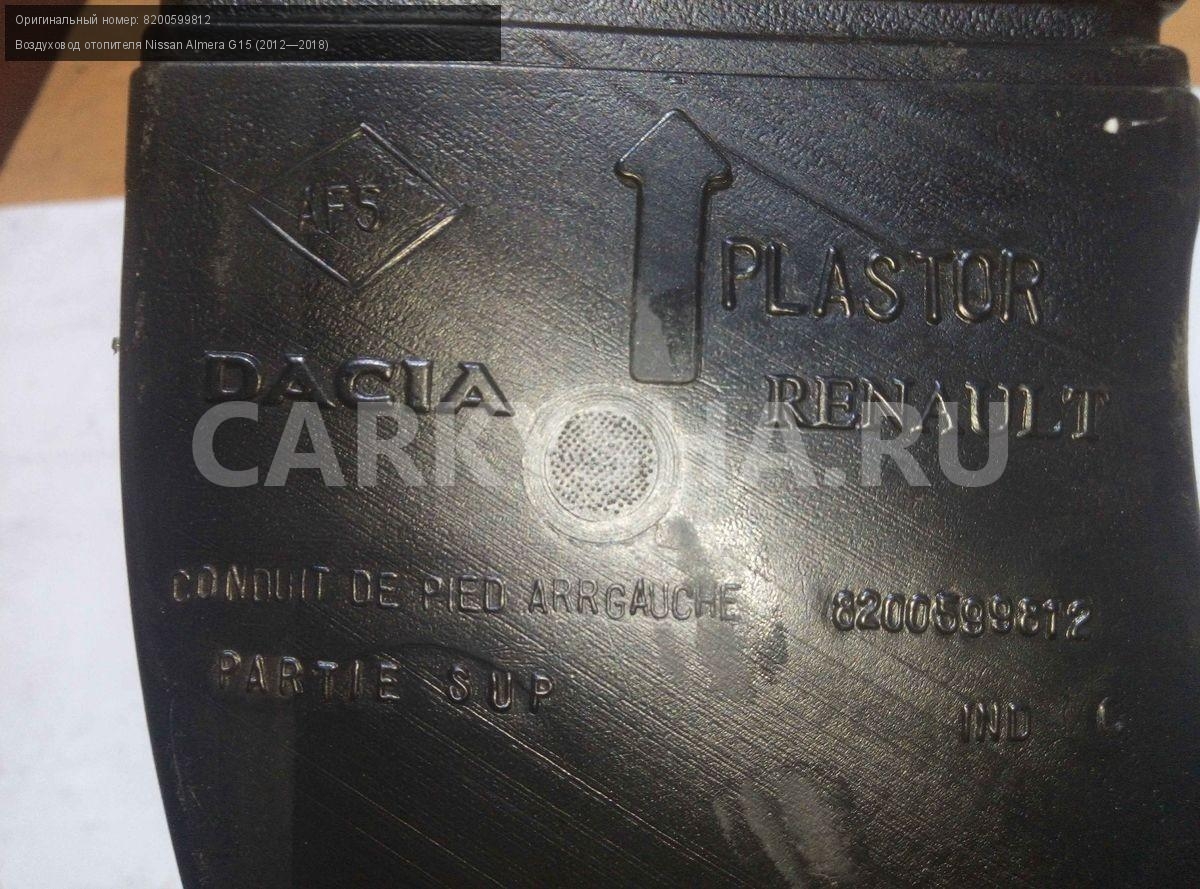 Оригинальный номер: 8200599812
Воздуховод отопителя Nissan Almera G15 (2012—2018)
AFS
PLASTOR
DACIA
RENAULT
CARKUHNA.RU
CONDUIT DE PIED ARRGAUCHE
8200599812
PARTIE SUP
IND C